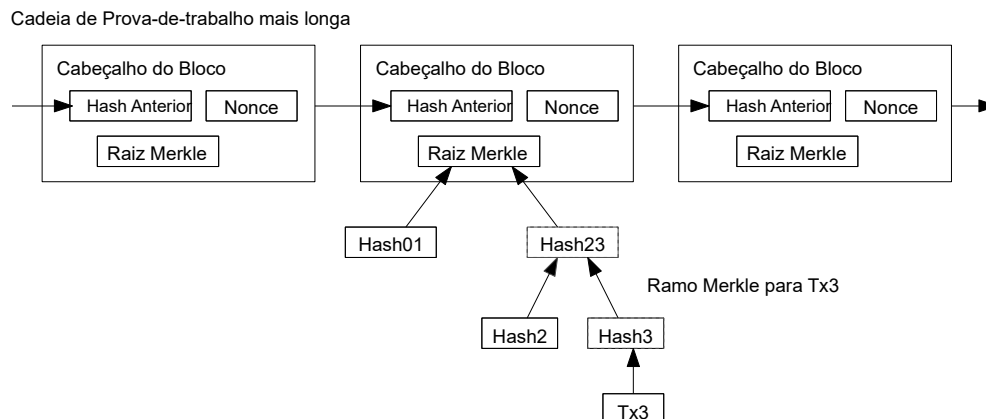 Cadeia de Prova-de-trabalho mais longa
Cabeçalho do Bloco Cabeçalho do Bloco Cabeçalho do Bloco
Hash Anterior Nonce Hash Anterior Nonce Hash Anterior Nonce
Raiz Merkle Raiz Merkle Raiz Merkle
Hash01 Hash23
Ramo Merkle para Tx3
Hash2 Hash3
Tx3